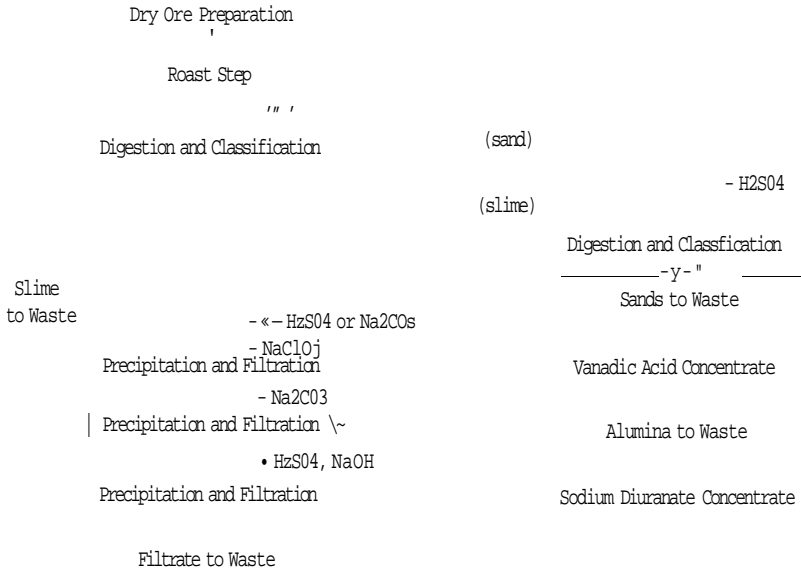 Dry Ore Preparation
'
Roast Step
'" '
Digestion and Classification
(sand)
- H2S04
(slime)
Digestion and Classfication
-y-"
Slime
to Waste
Sands to Waste
-«—HzS04 or Na2COs
- NaClOj
Precipitation and Filtration
Vanadic Acid Concentrate
- Na2C03
| Precipitation and Filtration \~
Alumina to Waste
• HzS04, NaOH
Precipitation and Filtration
Sodium Diuranate Concentrate
Filtrate to Waste